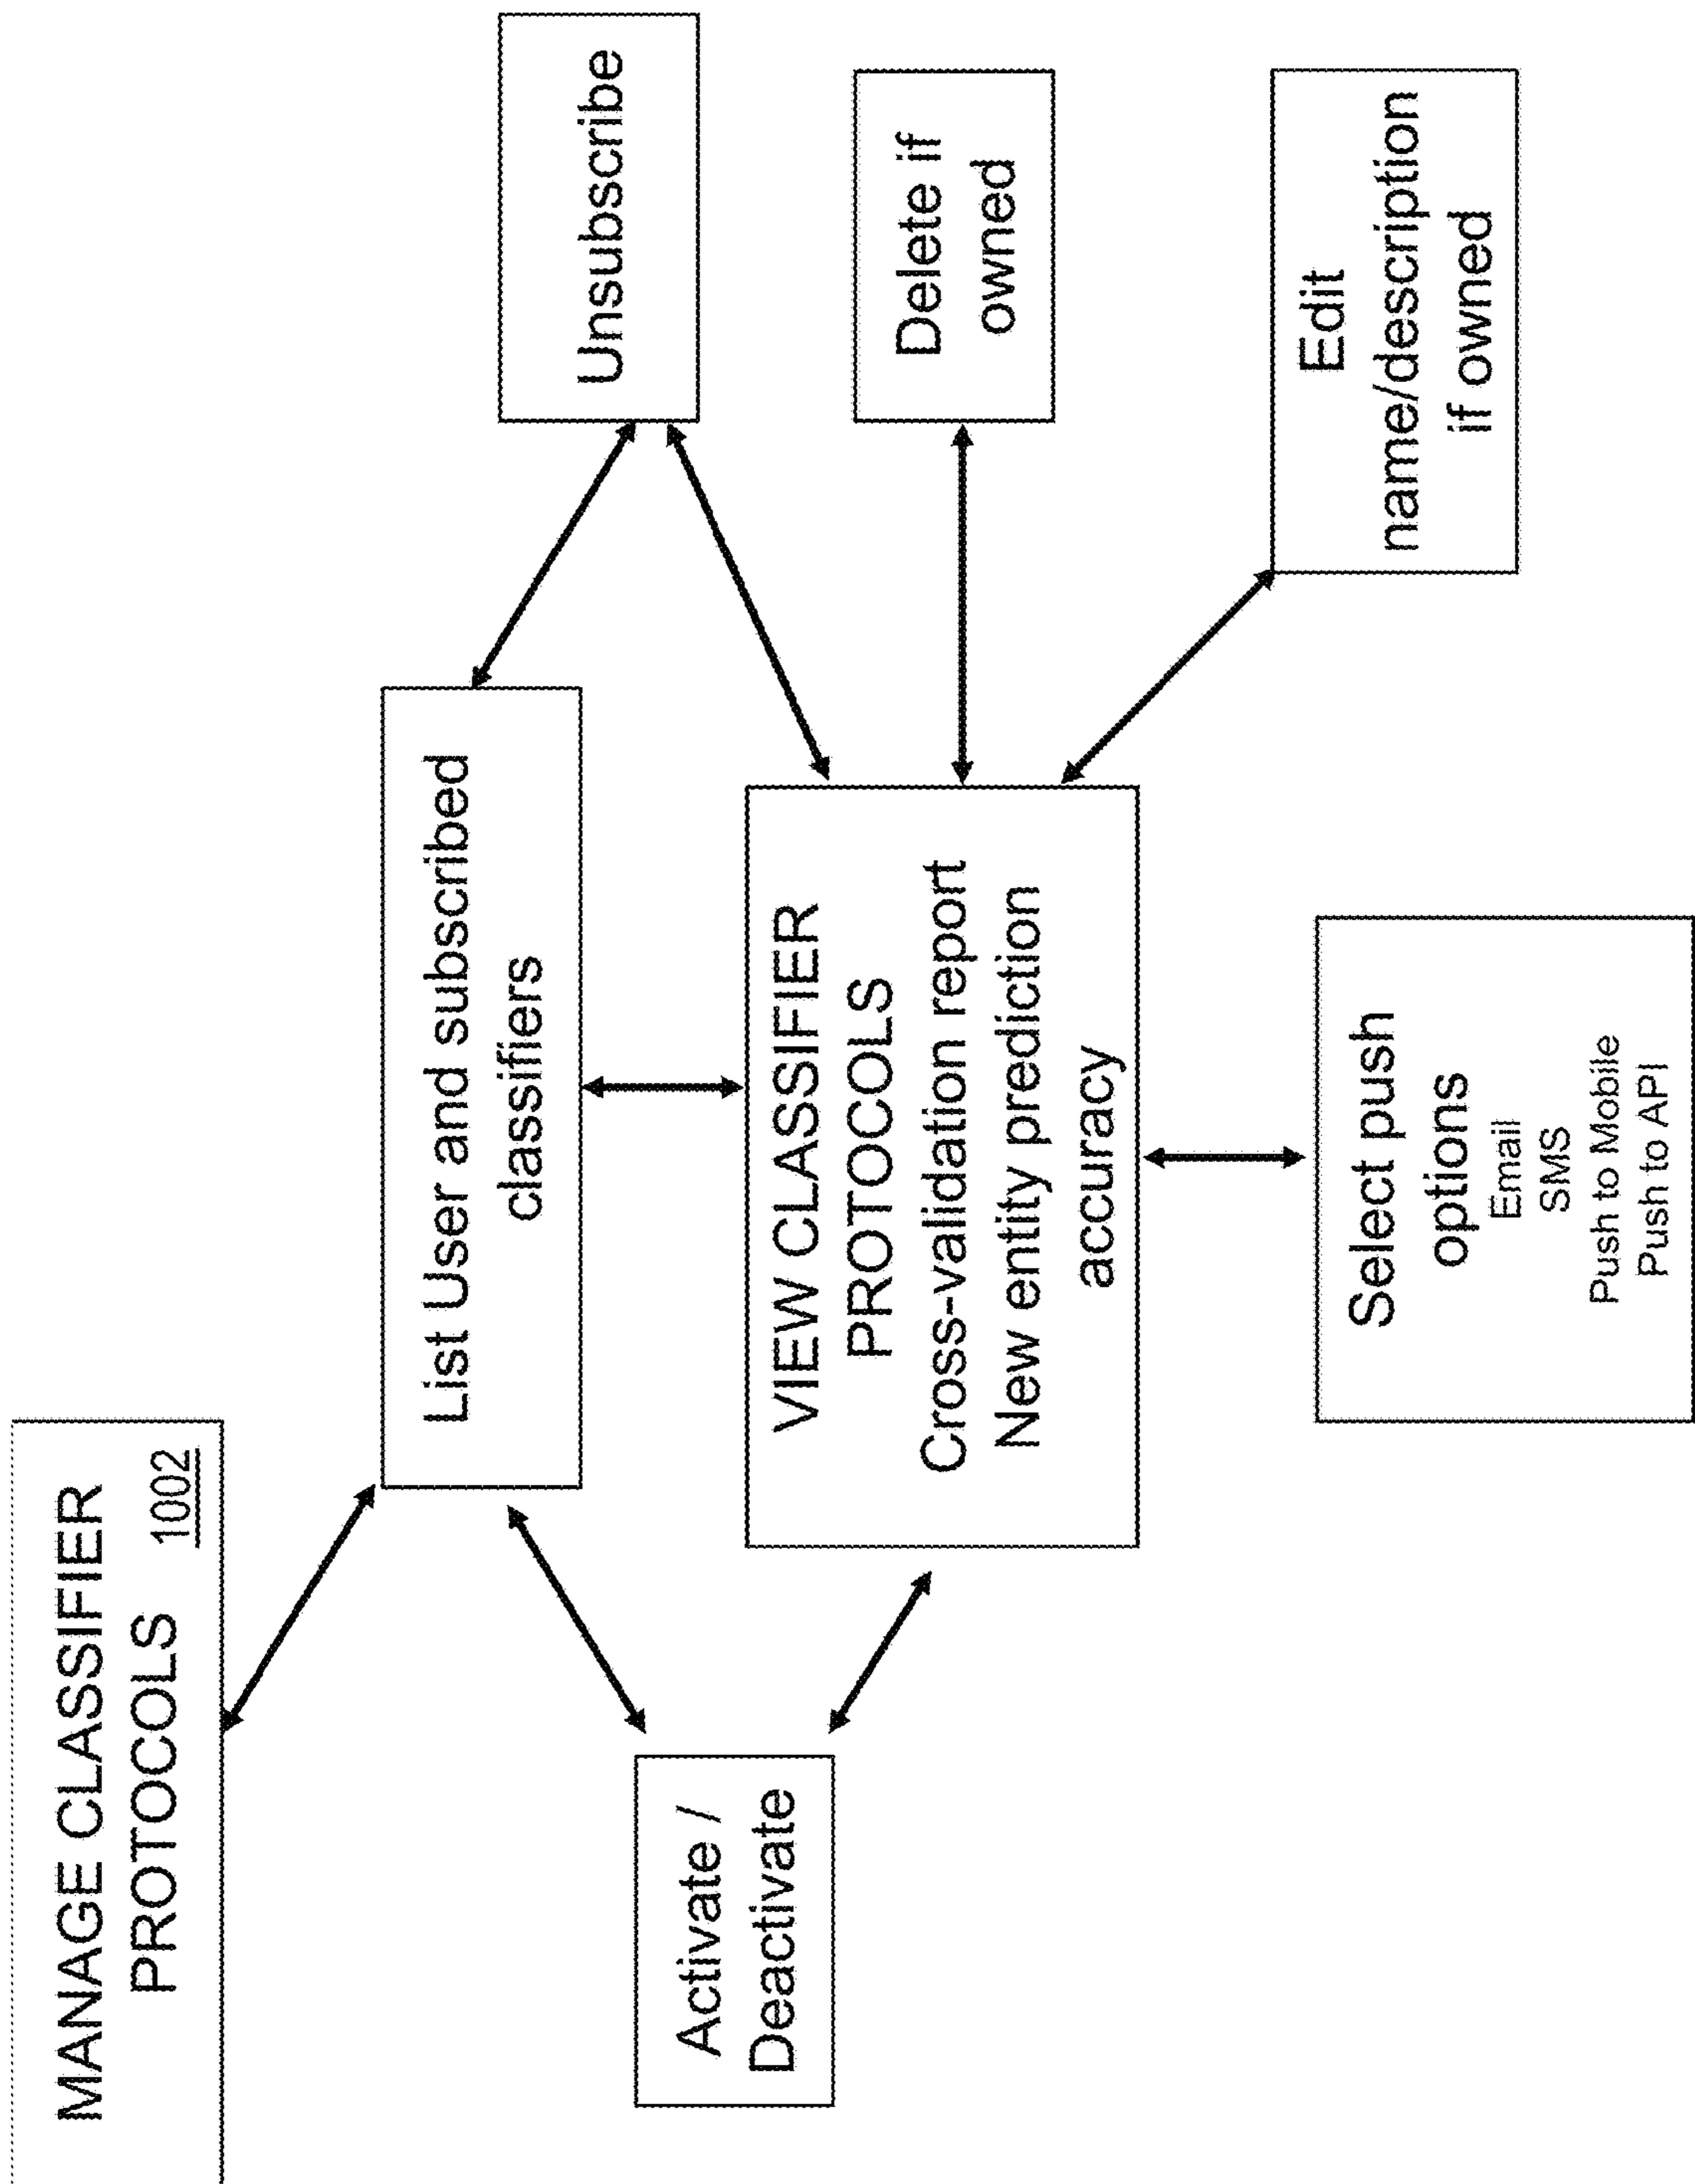 MANAGE CLASSIFIER
PROTOCOLS 1002
List User and subscribed
classifiers
Unsubscribe
Activate /
Deactivate
VIEW CLASSIFIER
PROTOCOLS
Cross-validation report
New entity prediction
accuracy
Delete if
owned
Edit
name/description
if owned
Select push
options
Email
SMS
Push to Mobile
Push to API